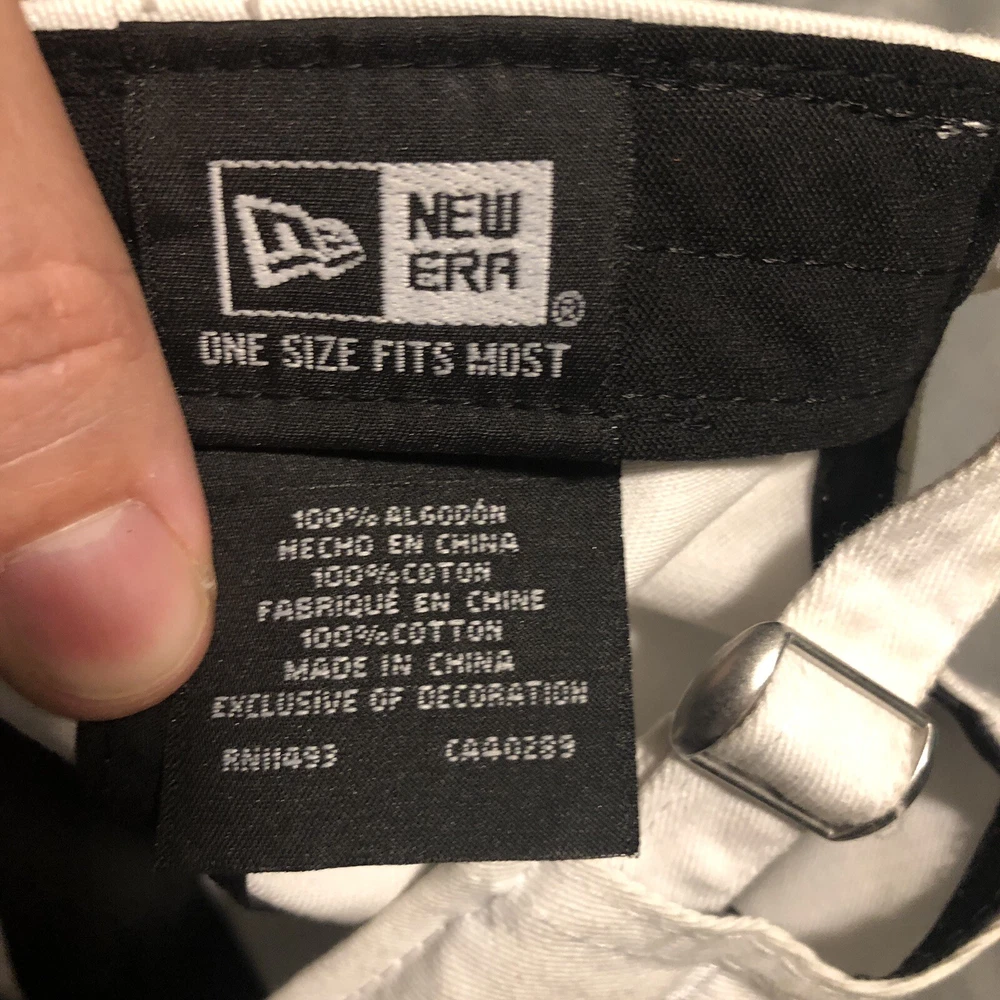 NEW
ERA®
ONE SIZE FITS MOST
100% ALGODÓN
HECHO EN CHINA
100% COTON
FABRIQUÉ EN CHINE
100% COTTON
MADE IN CHINA
EXCLUSIVE OF DECORATION
RN11493 CA40289